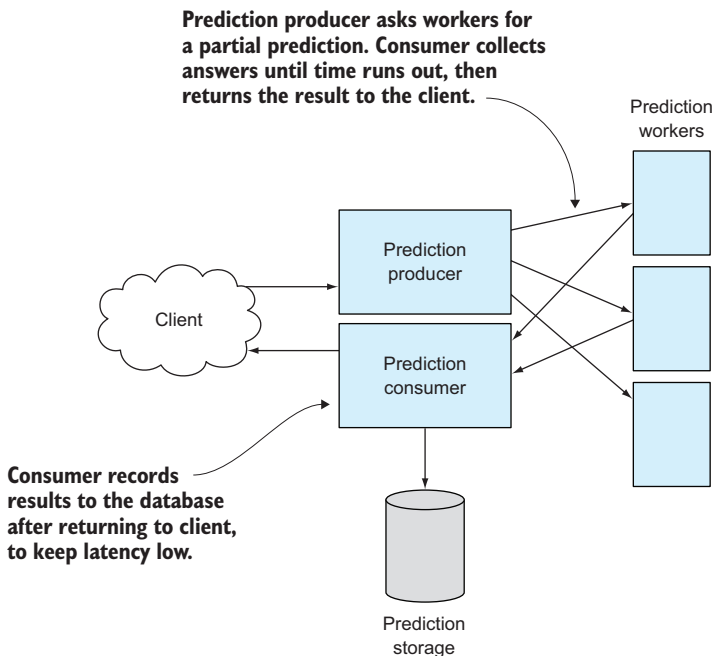 Prediction producer asks workers for
a partial prediction. Consumer collects
answers until time runs out, then
returns the result to the client.
Prediction
workers
Prediction
producer
Client
Prediction
consumer
Consumer records
results to the database
after returning to client,
to keep latency low.
Prediction
storage